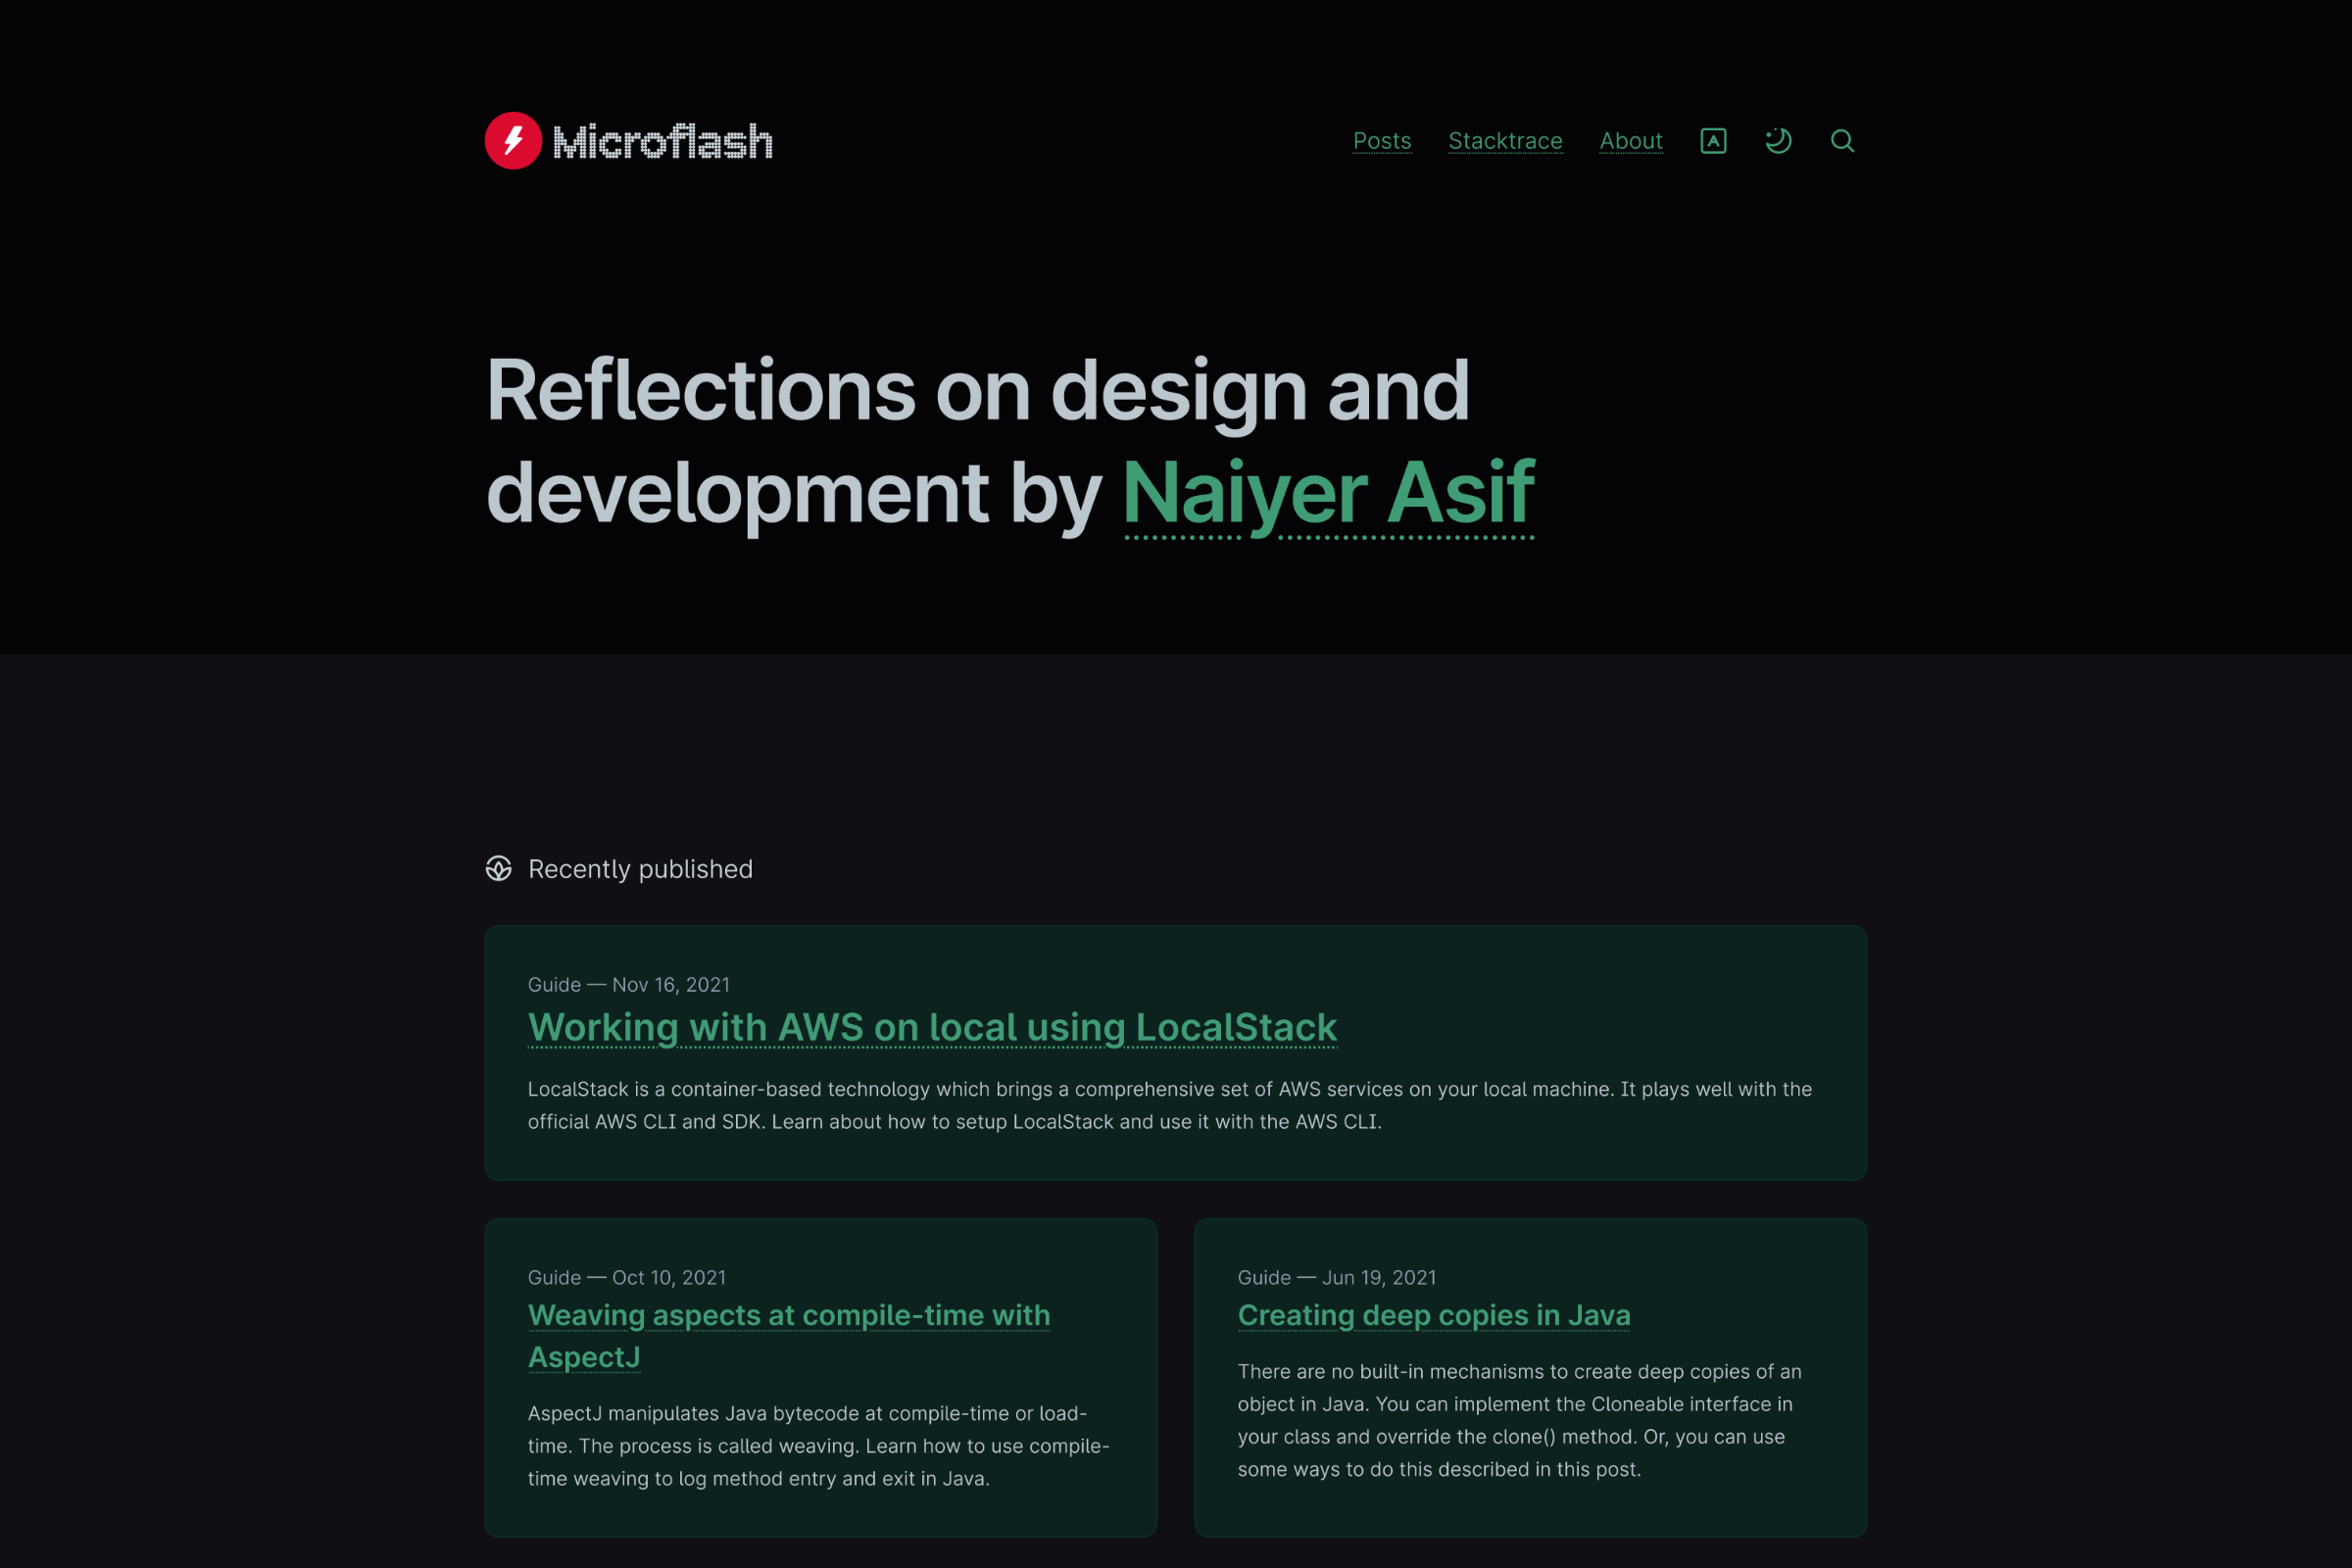 Microflash
Posts Stacktrace About A
Reflections on design and
development by Naiyer Asif
Recently published
Guide — Nov 16, 2021
Working with AWS on local using LocalStack
LocalStack is a container-based technology which brings a comprehensive set of AWS services on your local machine. It plays well with the
official AWS CLI and SDK. Learn about how to setup LocalStack and use it with the AWS CLI.
Guide — Oct 10, 2021
Weaving aspects at compile-time with
AspectJ
AspectJ manipulates Java bytecode at compile-time or load-
time. The process is called weaving. Learn how to use compile-
time weaving to log method entry and exit in Java.
Guide — Jun 19, 2021
Creating deep copies in Java
There are no built-in mechanisms to create deep copies of an
object in Java. You can implement the Cloneable interface in
your class and override the clone() method. Or, you can use
some ways to do this described in this post.